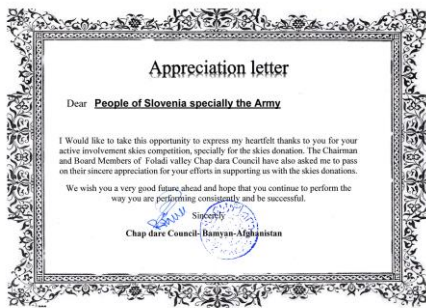 Appreciation letter
Dear People of Slovenia specially the Army
I Would like to take this opportunity to express my heartfelt thanks to you for your
active involvement skies competition, specially for the skies donation. The Chairman
and Board Members of Foladi valley Chap dara Council have also asked me to pass
on their sincere appreciation for your efforts in supporting us with the skies donations.
We wish you a very good future ahead and hope that you continue to perform the
way you are performing consistently and be successful.
Sincerely
Chap dare Council- Bamyan-Afghanistan